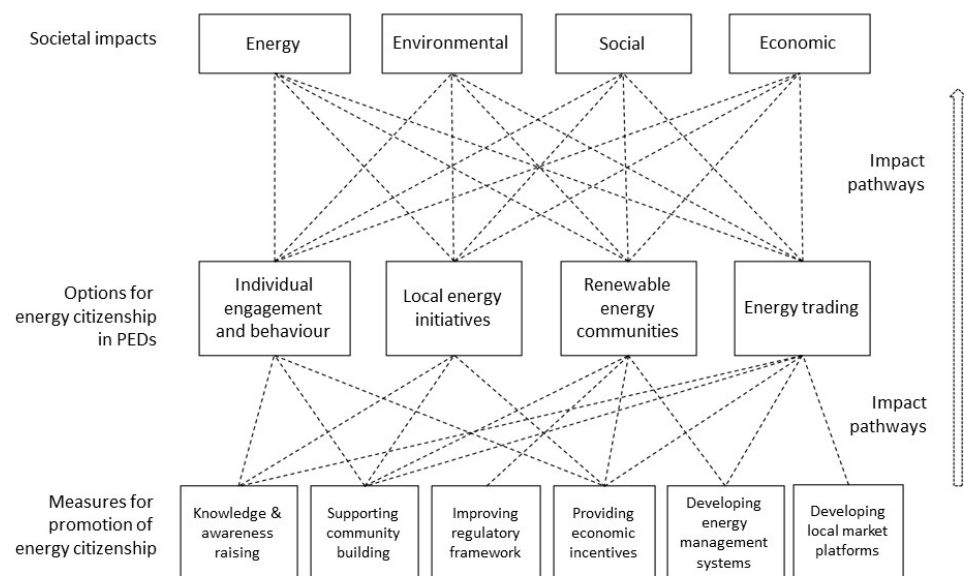 Societal impacts
Energy
Environmental
Social
Economic
Impact
pathways
Options for
energy citizenship
in PEDs
Individual
engagement
and behaviour
Local energy
initiatives
Renewable
energy
communities
Energy trading
Impact
pathways
Measures for
promotion of
energy citizenship
Knowledge &
awareness
raising
Supporting
community
building
Improving
regulatory
framework
Providing
economic
incentives
Developing
energy
management
systems
Developing
local market
platforms